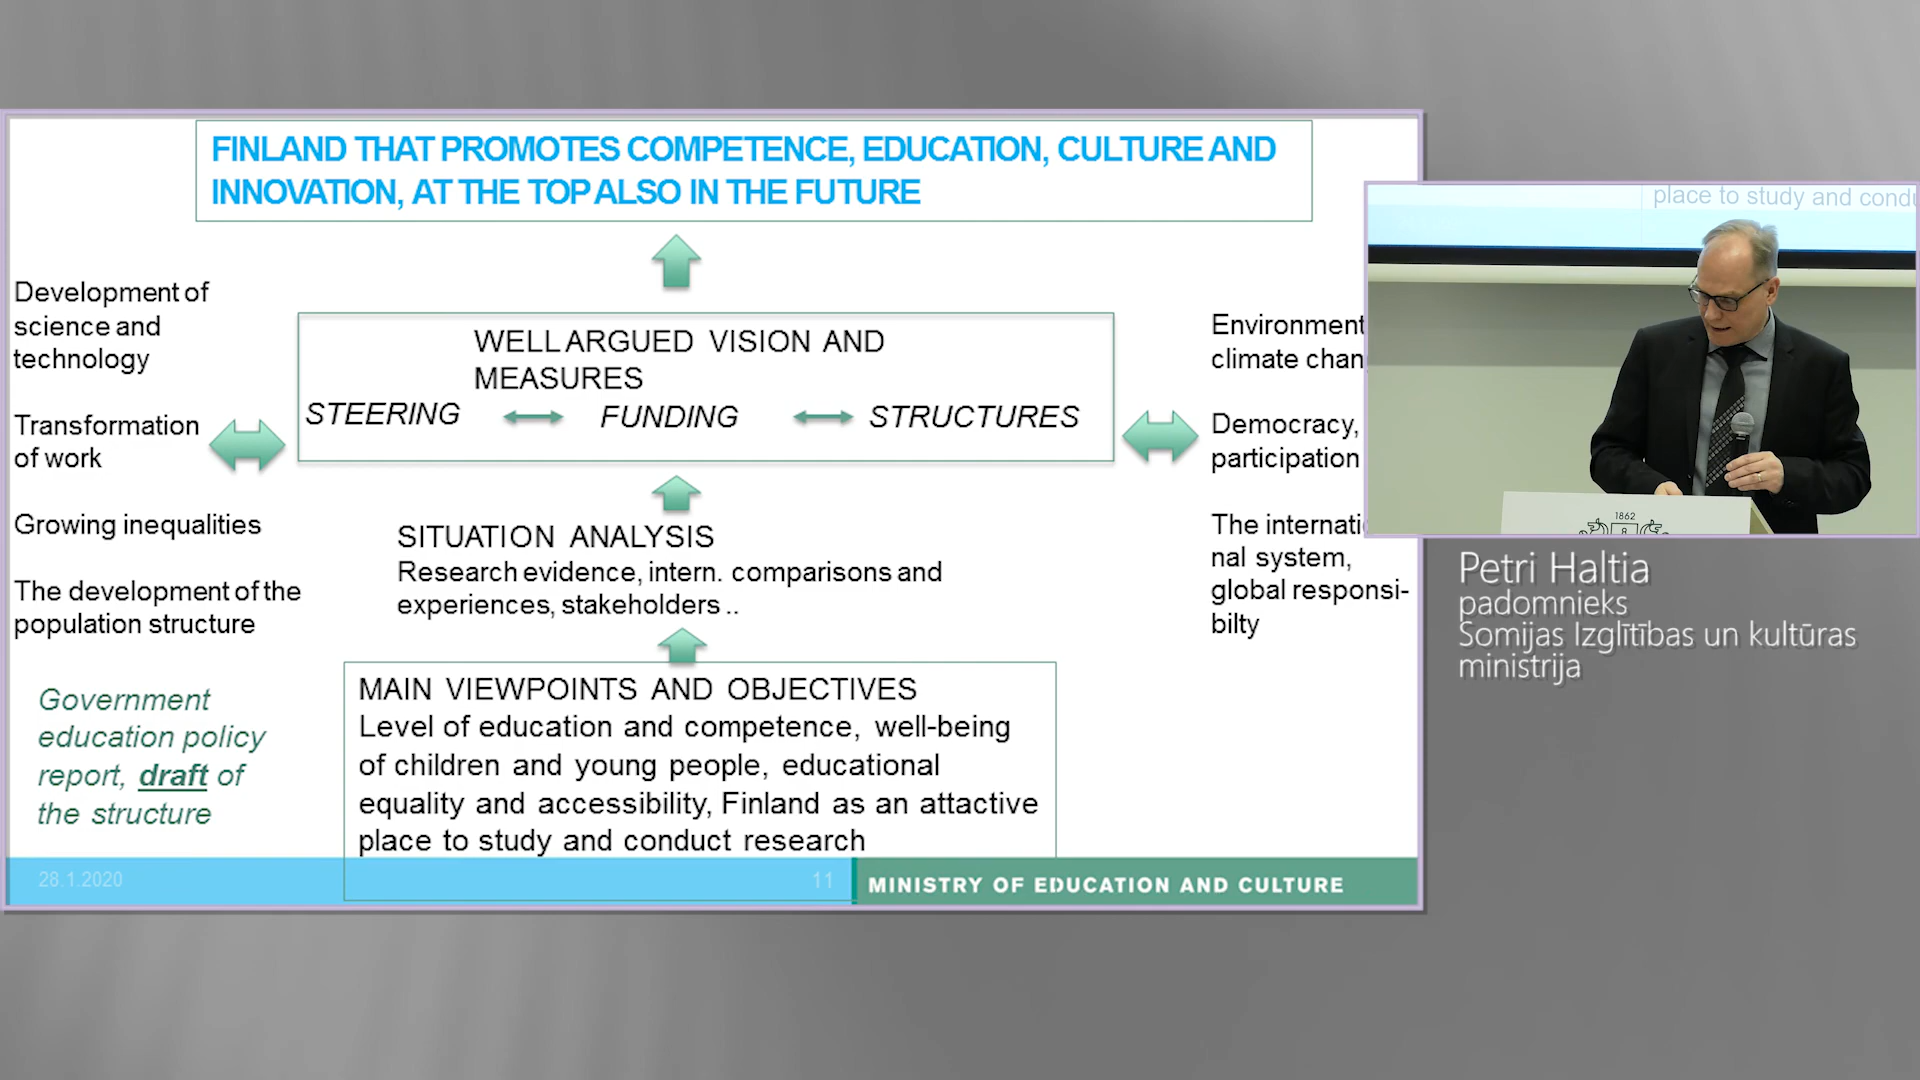 FINLAND THAT PROMOTES COMPETENCE, EDUCATION, CULTURE AND
INNOVATION, AT THE TOP ALSO IN THE FUTURE
Development of
science and
technology
Transformation
of work
Growing inequalities
The development of the
population structure
WELL ARGUED VISION AND
MEASURES
STEERING FUNDING STRUCTURES
SITUATION ANALYSIS
Research evidence, intern. comparisons and
experiences, stakeholders ..
Environment
climate chan
Democracy,
participation
The internati
nal system,
global responsi-
bilty
Government
education policy
report, draft of
the structure
MAIN VIEWPOINTS AND OBJECTIVES
Level of education and competence, well-being
of children and young people, educational
equality and accessibility, Finland as an attactive
place to study and conduct research
28.1.2020
11
MINISTRY OF EDUCATION AND CULTURE
place to study and condu
1862
Petri Haltia
padomnieks
Somijas Izglītības un kultūras
ministrija